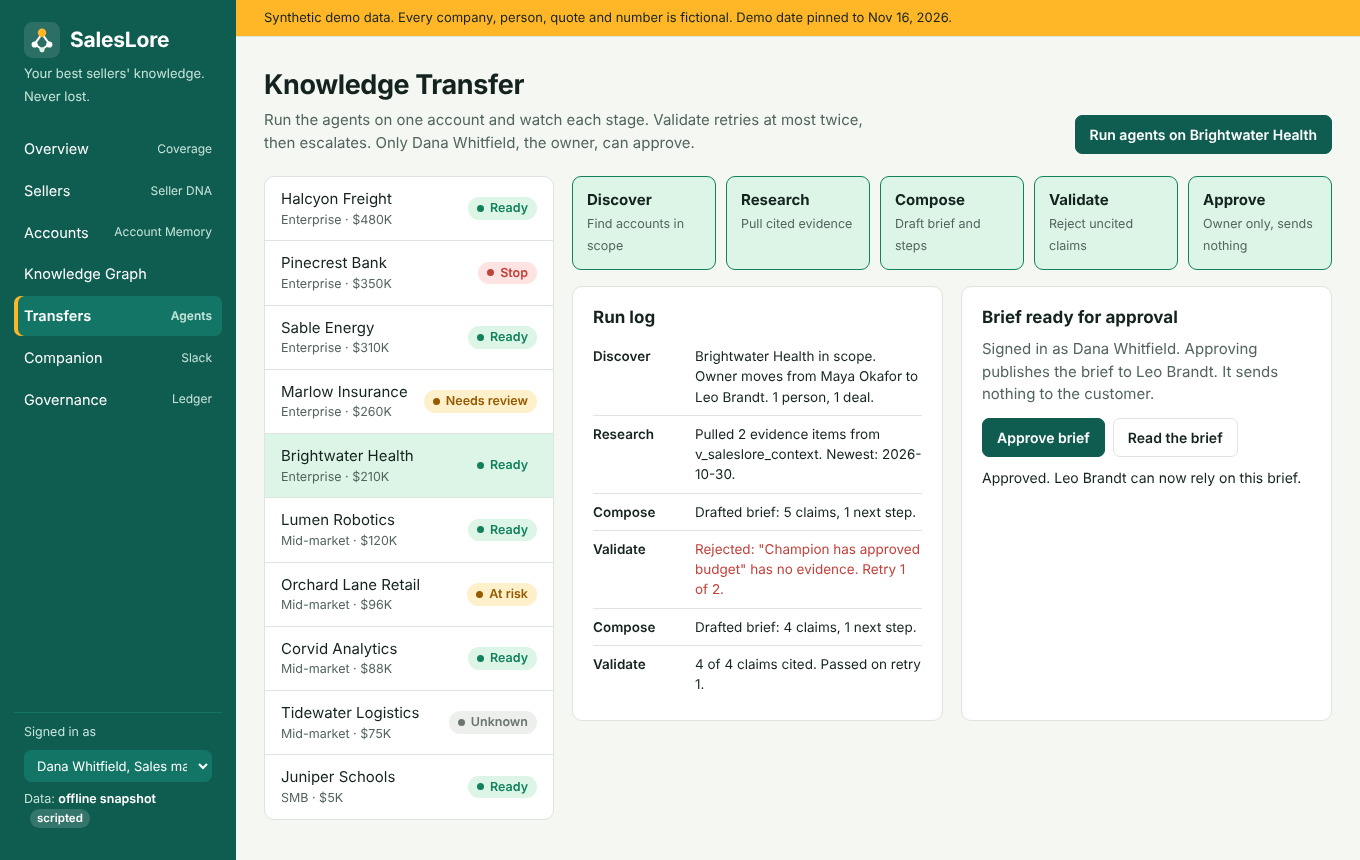 Synthetic demo data. Every company, person, quote and number is fictional. Demo date pinned to Nov 16, 2026.
SalesLore
Your best sellers' knowledge.
Never lost.
Overview Coverage
Sellers Seller DNA
Accounts Account Memory
Knowledge Graph
Transfers Agents
Companion Slack
Governance Ledger
Signed in as
Dana Whitfield, Sales ma
Data: offline snapshot
scripted
Knowledge Transfer
Run the agents on one account and watch each stage. Validate retries at most twice,
then escalates. Only Dana Whitfield, the owner, can approve.
Run agents on Brightwater Health
Halcyon Freight
Enterprise · $480K
Ready
Pinecrest Bank
Enterprise · $350K
Stop
Sable Energy
Enterprise · $310K
Ready
Marlow Insurance
Enterprise · $260K
Needs review
Brightwater Health
Enterprise · $210K
Ready
Lumen Robotics
Mid-market · $120K
Ready
Orchard Lane Retail
Mid-market · $96K
At risk
Corvid Analytics
Mid-market · $88K
Ready
Tidewater Logistics
Mid-market · $75K
Unknown
Juniper Schools
SMB · $5K
Ready
Discover
Find accounts in
scope
Research
Pull cited evidence
Compose
Draft brief and
steps
Validate
Reject uncited
claims
Approve
Owner only, sends
nothing
Run log
Discover
Brightwater Health in scope.
Owner moves from Maya Okafor to
Leo Brandt. 1 person, 1 deal.
Research
Pulled 2 evidence items from
v_saleslore_context. Newest: 2026-
10-30.
Compose
Drafted brief: 5 claims, 1 next step.
Validate
Rejected: "Champion has approved
budget" has no evidence. Retry 1
of 2.
Compose
Drafted brief: 4 claims, 1 next step.
Validate
4 of 4 claims cited. Passed on retry
1.
Brief ready for approval
Signed in as Dana Whitfield. Approving
publishes the brief to Leo Brandt. It sends
nothing to the customer.
Approve brief
Read the brief
Approved. Leo Brandt can now rely on this brief.